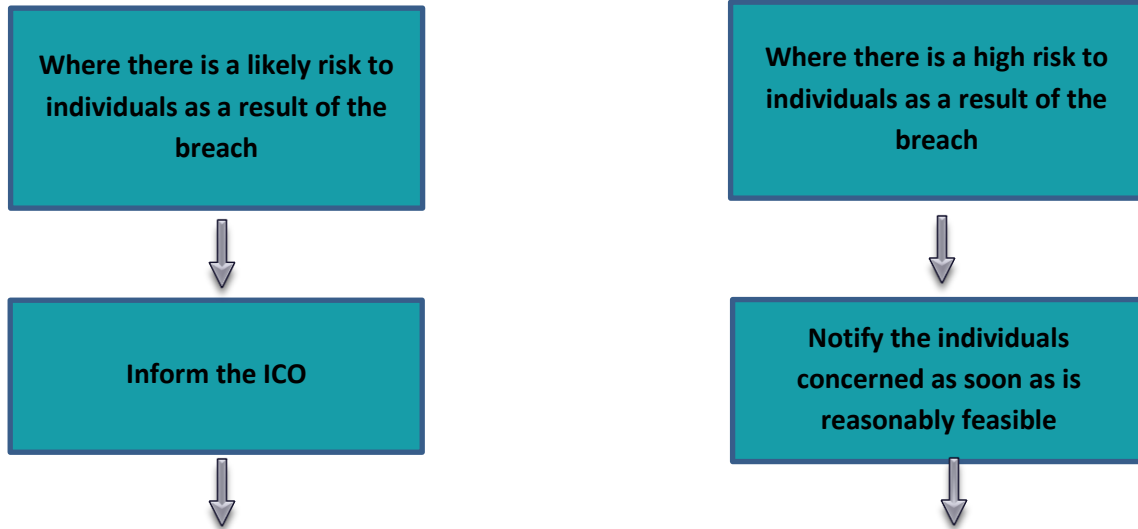 Where there is a likely risk to
individuals as a result of the
breach
Where there is a high risk to
individuals as a result of the
breach
Inform the ICO
Notify the individuals
concerned as soon as is
reasonably feasible